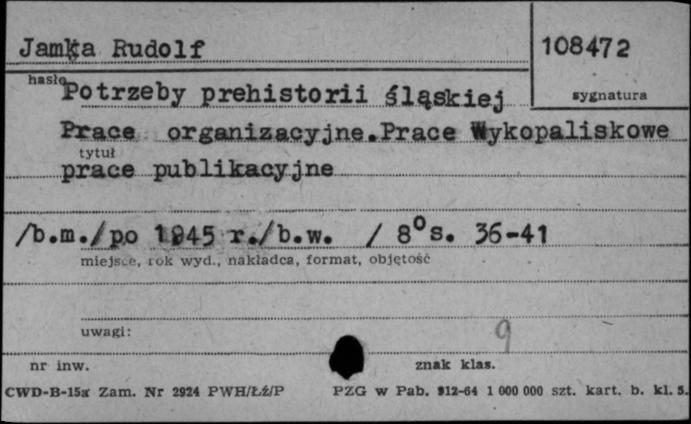 Jamka Rudolf
108472
hasło
sygnatura
Potrzeby prehistorii śląskiej
Prace organizacyjne.Prace Wykopaliskowe
tytuł
prace publikacyjne
/b.m./po 1945 r./b.w. / 8° s. 36-41
miejsce, rok wyd., nakładca, format, objętość
uwagi:
9
nr inw.
znak klas.
CWD-B-15a Zam. Nr 2924 PWH/Łź/P PZG w Pab. 912-64 1 000 000 szt. kart. b. kl. 5.